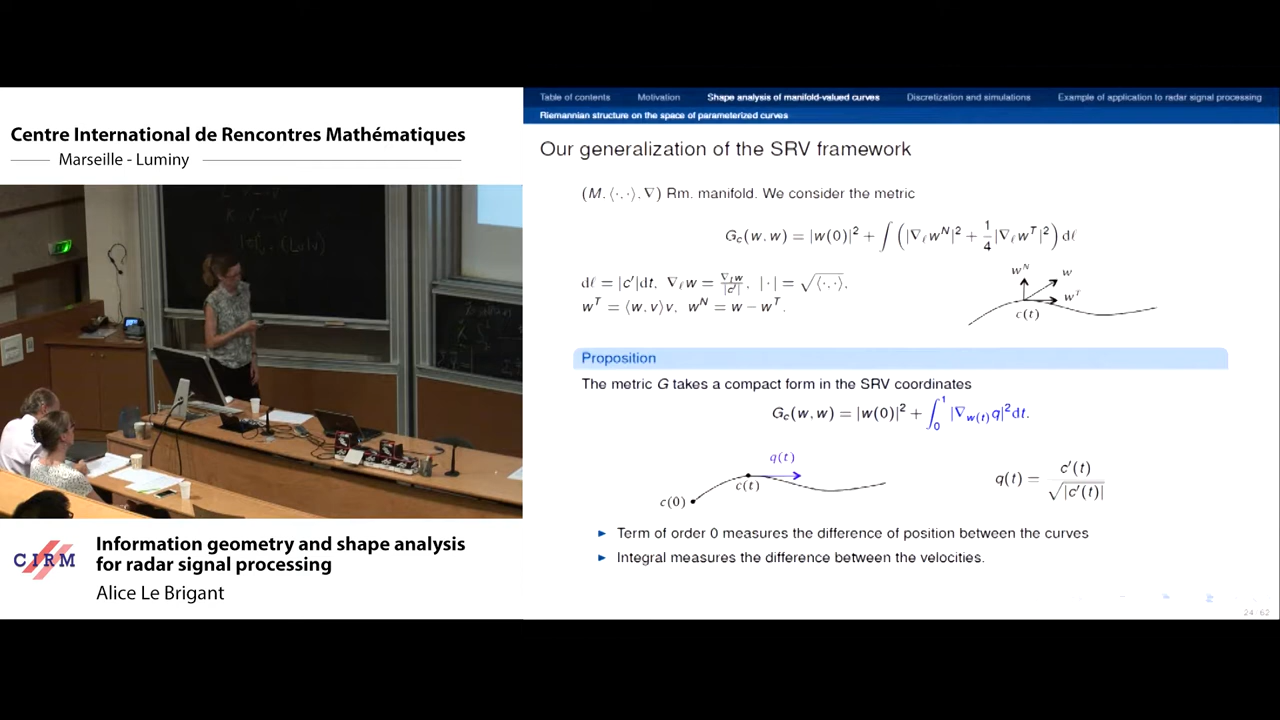 Centre International de Rencontres Mathématiques
Marseille - Luminy
CIRM
Information geometry and shape analysis
for radar signal processing
Alice Le Brigant
Table of contents Motivation Shape analysis of manifold-valued curves Discretization and simulations Example of application to radar signal processing
Riemannian structure on the space of parameterized curves
Our generalization of the SRV framework
(M, ⟨·,·⟩, ∇) Rm. manifold. We consider the metric
G_c(w, w) = |w(0)|² + ∫ (|∇_ℓ w^N|² + 1/4 |∇_ℓ w^T|²) dℓ
dℓ = |c′|dt, ∇_ℓ w = ∇_t w / |c′|, |·| = √⟨·,·⟩,
w^T = ⟨w, v⟩v, w^N = w − w^T.
w^N w w^T
c(t)
Proposition
The metric G takes a compact form in the SRV coordinates
G_c(w, w) = |w(0)|² + ∫₀¹ |∇_{w(t)} q|² dt.
q(t)
c(0) c(t)
q(t) = c′(t) / √|c′(t)|
Term of order 0 measures the difference of position between the curves
Integral measures the difference between the velocities.
24 / 62